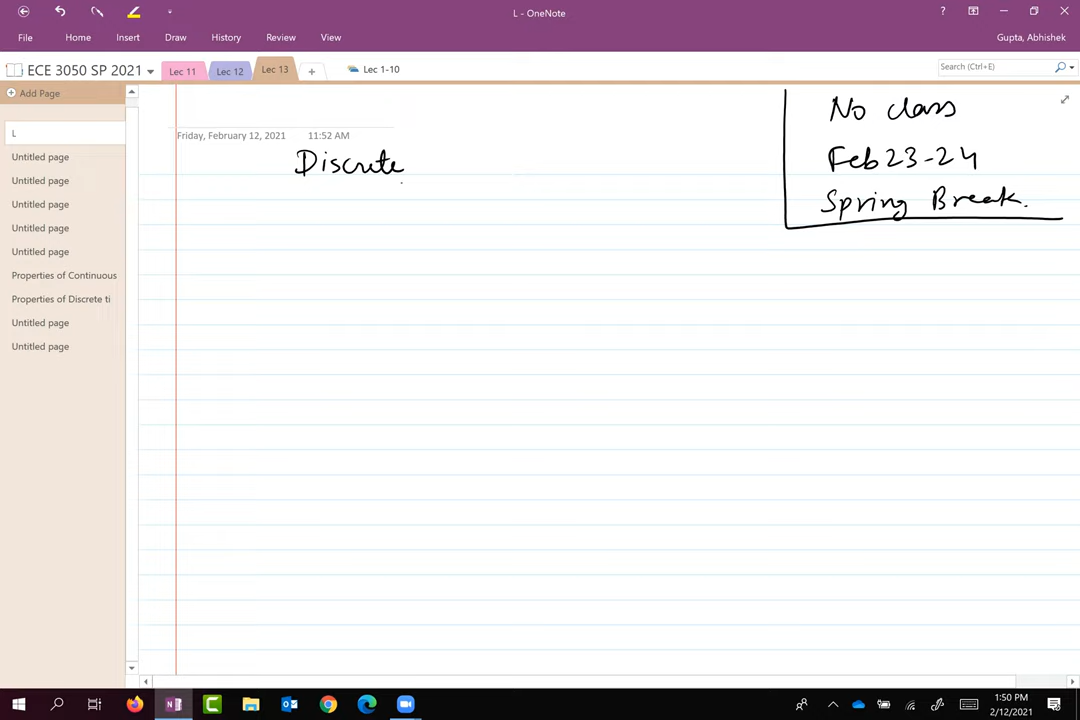 L - OneNote
?
File
Home
Insert
Draw
History
Review
View
Gupta, Abhishek
ECE 3050 SP 2021
Lec 11
Lec 12
Lec 13
+
Lec 1-10
Search (Ctrl+E)
Add Page
L
Untitled page
Untitled page
Untitled page
Untitled page
Untitled page
Properties of Continuous
Properties of Discrete ti
Untitled page
Untitled page
Friday, February 12, 2021
11:52 AM
Discrete
No class
Feb 23-24
Spring Break.
1:50 PM
2/12/2021